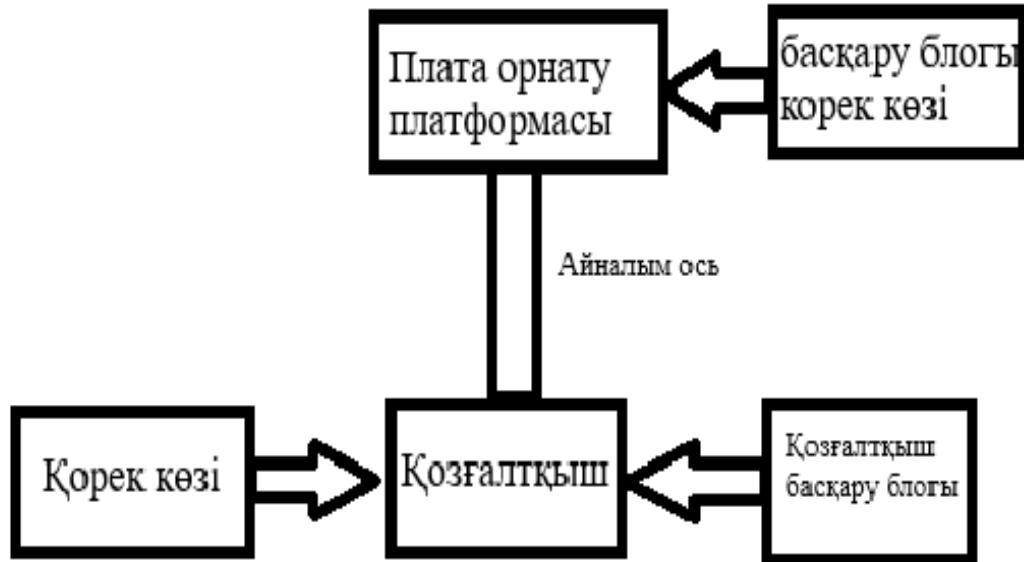 Плата орнату
платформасы
басқару блогы
корек көзі
Айналым ось
Қорек көзі
Қозғалтқыш
Қозғалтқыш
басқару блогы